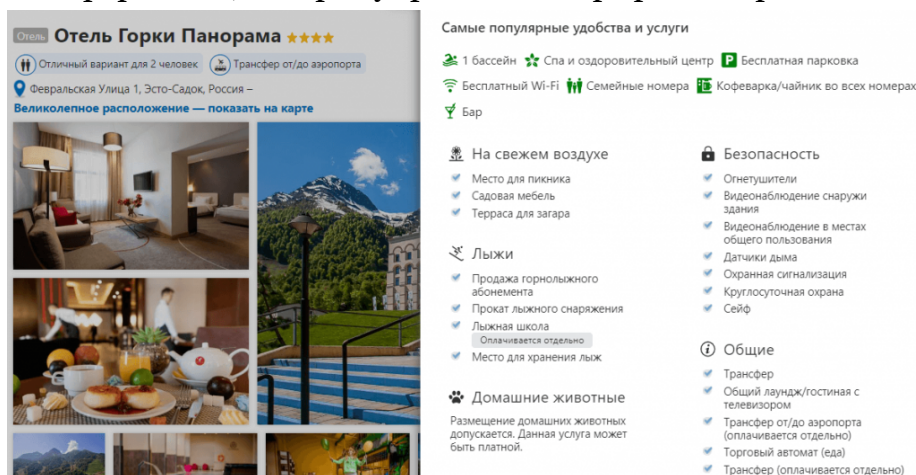 Отель Отель Горки Панорама
Отличный вариант для 2 человек Трансфер от/до аэропорта
Февральская Улица 1, Эсто-Садок, Россия –
Великолепное расположение — показать на карте
Самые популярные удобства и услуги
1 бассейн Спа и оздоровительный центр P Бесплатная парковка
Бесплатный Wi-Fi Семейные номера Кофеварка/чайник во всех номерах
Бар
На свежем воздухе
Место для пикника
Садовая мебель
Терраса для загара
Лыжи
Продажа горнолыжного
абонемента
Прокат лыжного снаряжения
Лыжная школа
Оплачивается отдельно
Место для хранения лыж
Домашние животные
Размещение домашних животных
допускается. Данная услуга может
быть платной.
Безопасность
Огнетушители
Видеонаблюдение снаружи
здания
Видеонаблюдение в местах
общего пользования
Датчики дыма
Охранная сигнализация
Круглосуточная охрана
Сейф
Общие
Трансфер
Общий лаундж/гостиная с
телевизором
Трансфер от/до аэропорта
(оплачивается отдельно)
Торговый автомат (еда)
Трансфер (оплачивается отдельно)